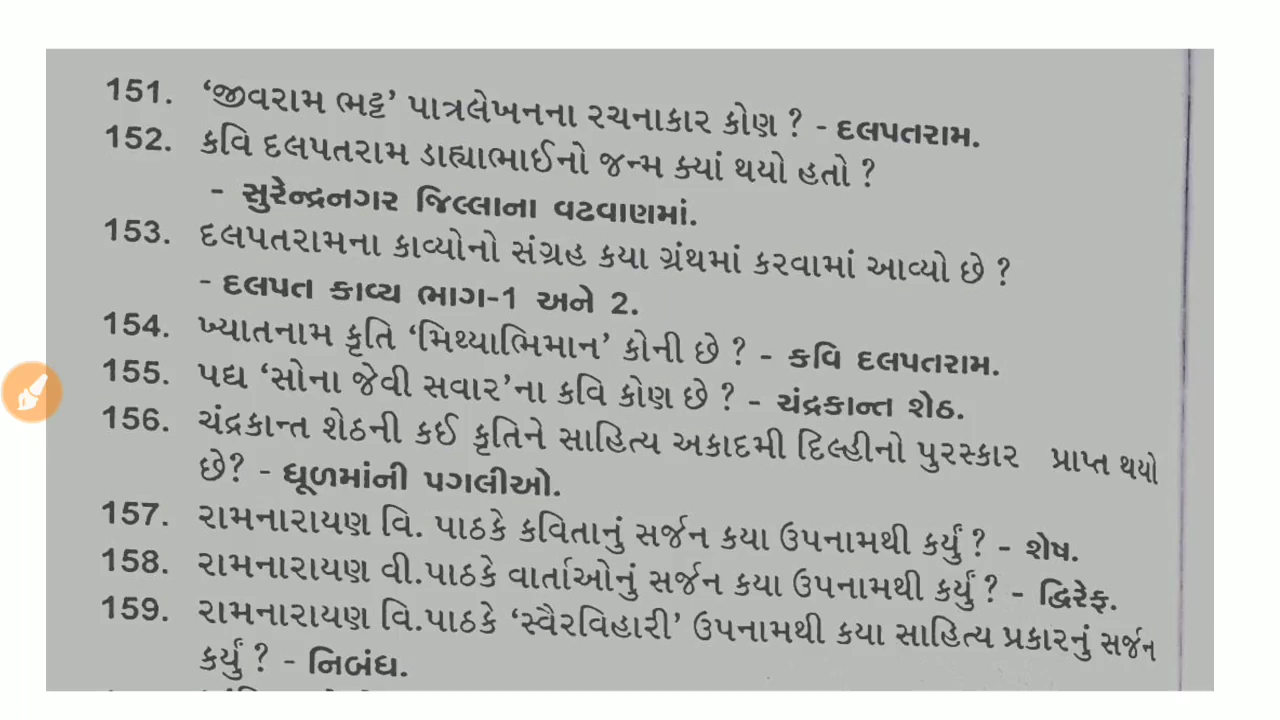 151. ‘જીવરામ ભટ્ટ’ પાત્રલેખનના રચનાકાર કોણ ? - દલપતરામ.
152. કવિ દલપતરામ ડાહ્યાભાઈનો જન્મ ક્યાં થયો હતો ?
- સુરેન્દ્રનગર જિલ્લાના વઢવાણમાં.
153. દલપતરામના કાવ્યોનો સંગ્રહ કયા ગ્રંથમાં કરવામાં આવ્યો છે ?
- દલપત કાવ્ય ભાગ-1 અને 2.
154. ખ્યાતનામ કૃતિ ‘મિથ્યાભિમાન’ કોની છે ? - કવિ દલપતરામ.
155. પદ્ય ‘સોના જેવી સવાર’ના કવિ કોણ છે ? - ચંદ્રકાન્ત શેઠ.
156. ચંદ્રકાન્ત શેઠની કઈ કૃતિને સાહિત્ય અકાદમી દિલ્હીનો પુરસ્કાર પ્રાપ્ત થયો
છે? - ધૂળમાંની પગલીઓ.
157. રામનારાયણ વિ. પાઠકે કવિતાનું સર્જન કયા ઉપનામથી કર્યું ? - શેષ.
158. રામનારાયણ વી.પાઠકે વાર્તાઓનું સર્જન કયા ઉપનામથી કર્યું ? - દ્વિરેફ.
159. રામનારાયણ વિ.પાઠકે ‘સ્વૈરવિહારી’ ઉપનામથી કયા સાહિત્ય પ્રકારનું સર્જન
કર્યું ? - નિબંધ.